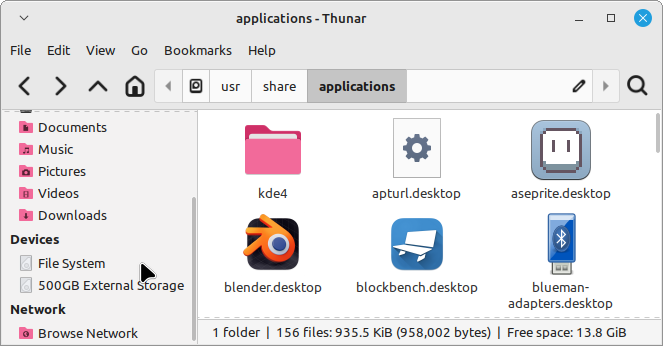 applications - Thunar
File Edit View Go Bookmarks Help
usr share applications
Documents
Music
Pictures
Videos
Downloads
Devices
File System
500GB External Storage
Network
Browse Network
kde4 apturl.desktop aseprite.desktop
blender.desktop blockbench.desktop blueman-
adapters.desktop
1 folder | 156 files: 935.5 KiB (958,002 bytes) | Free space: 13.8 GiB